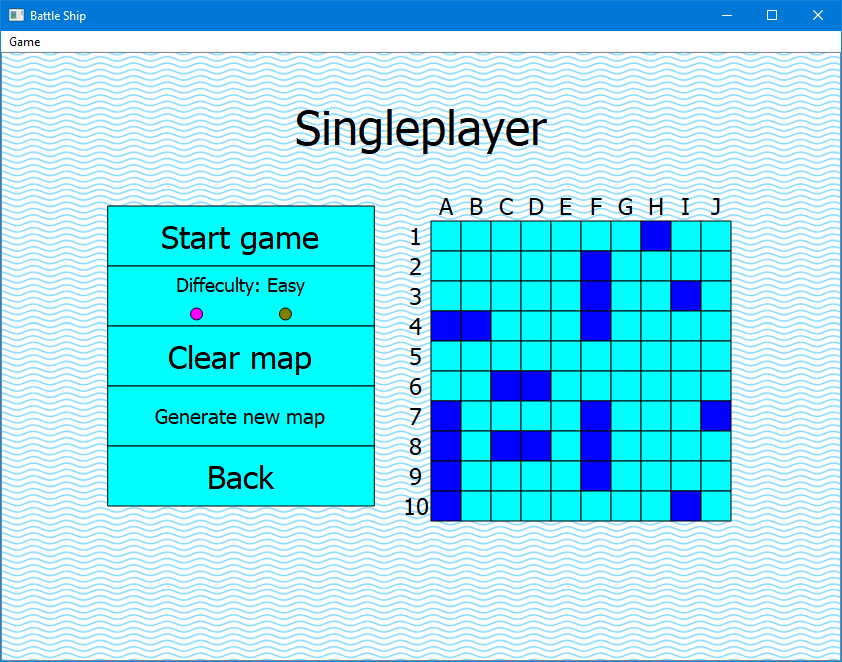 Battle Ship
Game
Singleplayer
Start game
Diffeculty: Easy
Clear map
Generate new map
Back
A B C D E F G H I J
1
2
3
4
5
6
7
8
9
10